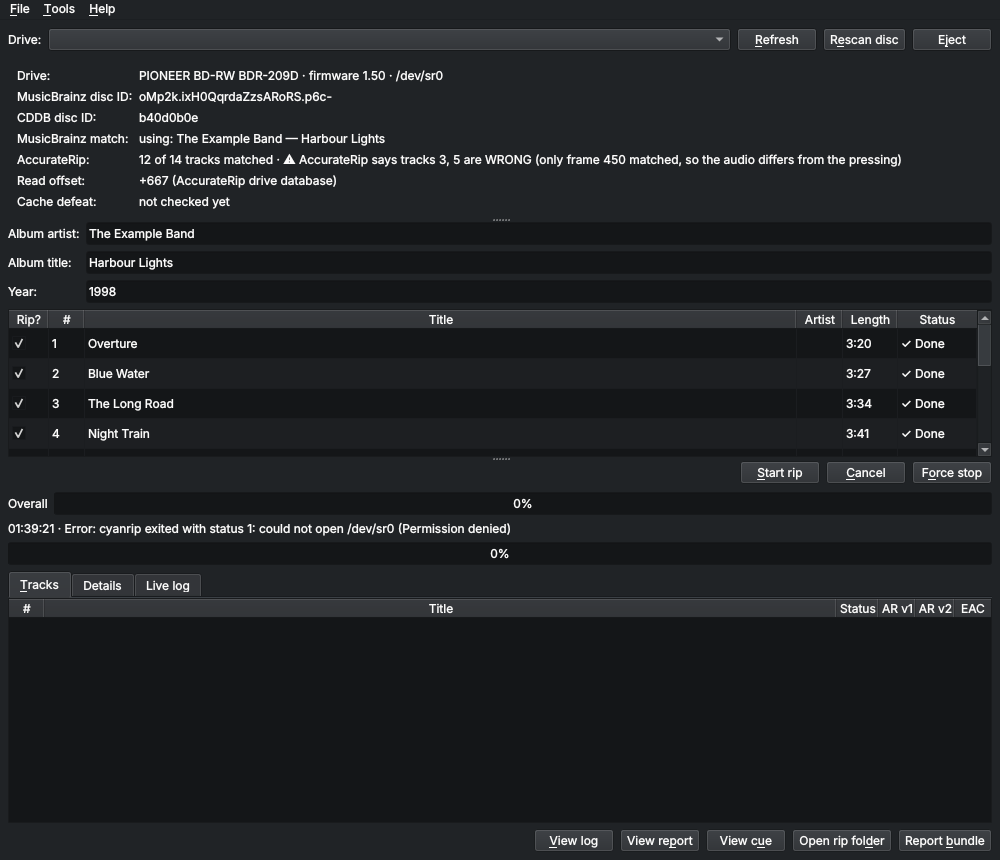 File Tools Help
Drive: Refresh Rescan disc Eject
Drive: PIONEER BD-RW BDR-209D · firmware 1.50 · /dev/sr0
MusicBrainz disc ID: oMp2k.ixH0QqrdaZzsARoRS.p6c-
CDDB disc ID: b40d0b0e
MusicBrainz match: using: The Example Band — Harbour Lights
AccurateRip: 12 of 14 tracks matched · ⚠ AccurateRip says tracks 3, 5 are WRONG (only frame 450 matched, so the audio differs from the pressing)
Read offset: +667 (AccurateRip drive database)
Cache defeat: not checked yet
Album artist: The Example Band
Album title: Harbour Lights
Year: 1998
Rip? # Title Artist Length Status
✓ 1 Overture 3:20 ✓ Done
✓ 2 Blue Water 3:27 ✓ Done
✓ 3 The Long Road 3:34 ✓ Done
✓ 4 Night Train 3:41 ✓ Done
Start rip Cancel Force stop
Overall 0%
01:39:21 · Error: cyanrip exited with status 1: could not open /dev/sr0 (Permission denied)
0%
Tracks Details Live log
# Title Status AR v1 AR v2 EAC
View log View report View cue Open rip folder Report bundle